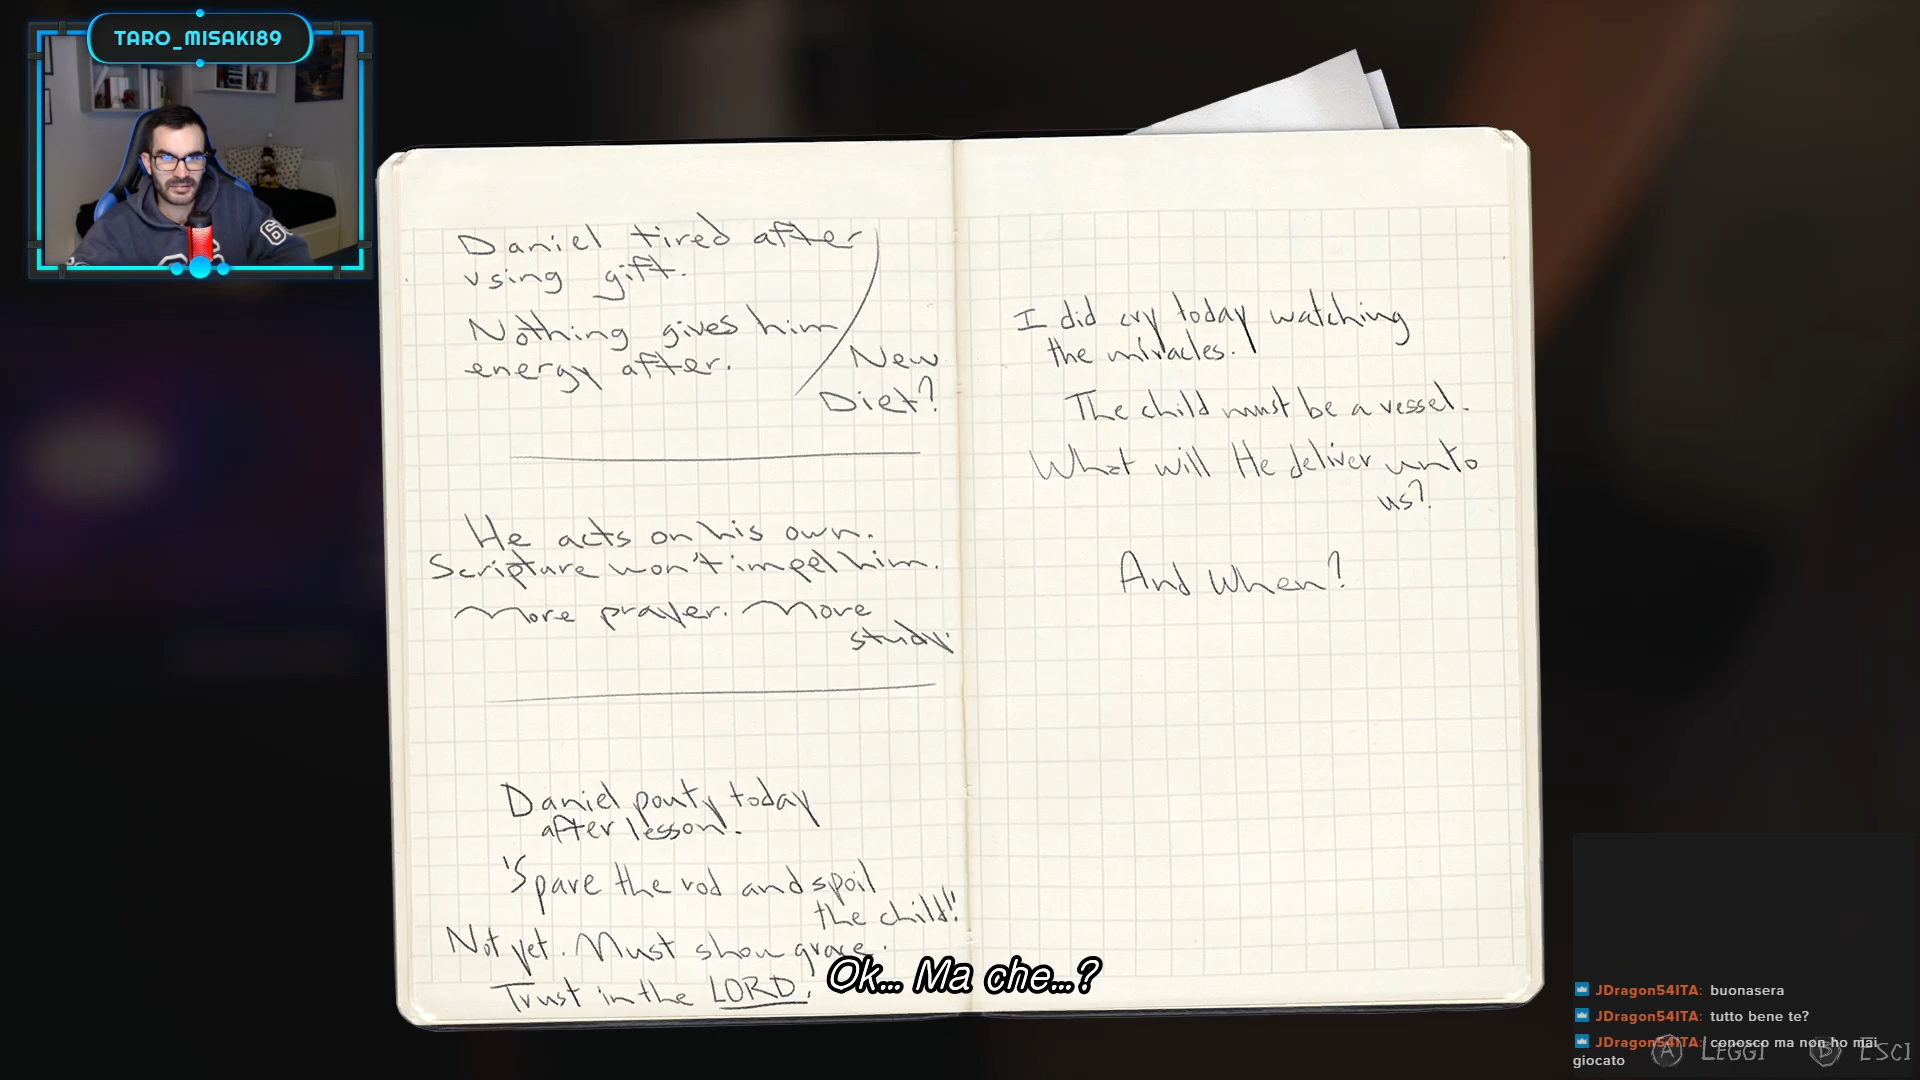 TARO_MISAKI89
Daniel tired after
using gift.
Nothing gives him
energy after.
New
Diet?
He acts on his own.
Scripture won't impel him.
More prayer. More
study.
Daniel pouty today
after lesson.
"Spare the rod and spoil
the child!"
Not yet. Must show grace.
Trust in the LORD.
I did cry today watching
the miracles.
The child must be a vessel.
What will He deliver unto
us?
And When?
Ok... Ma che...?
JDragon54ITA: buonasera
JDragon54ITA: tutto bene te?
JDragon54ITA: conosco ma non ho mai
giocato
A LEGGI B ESCI